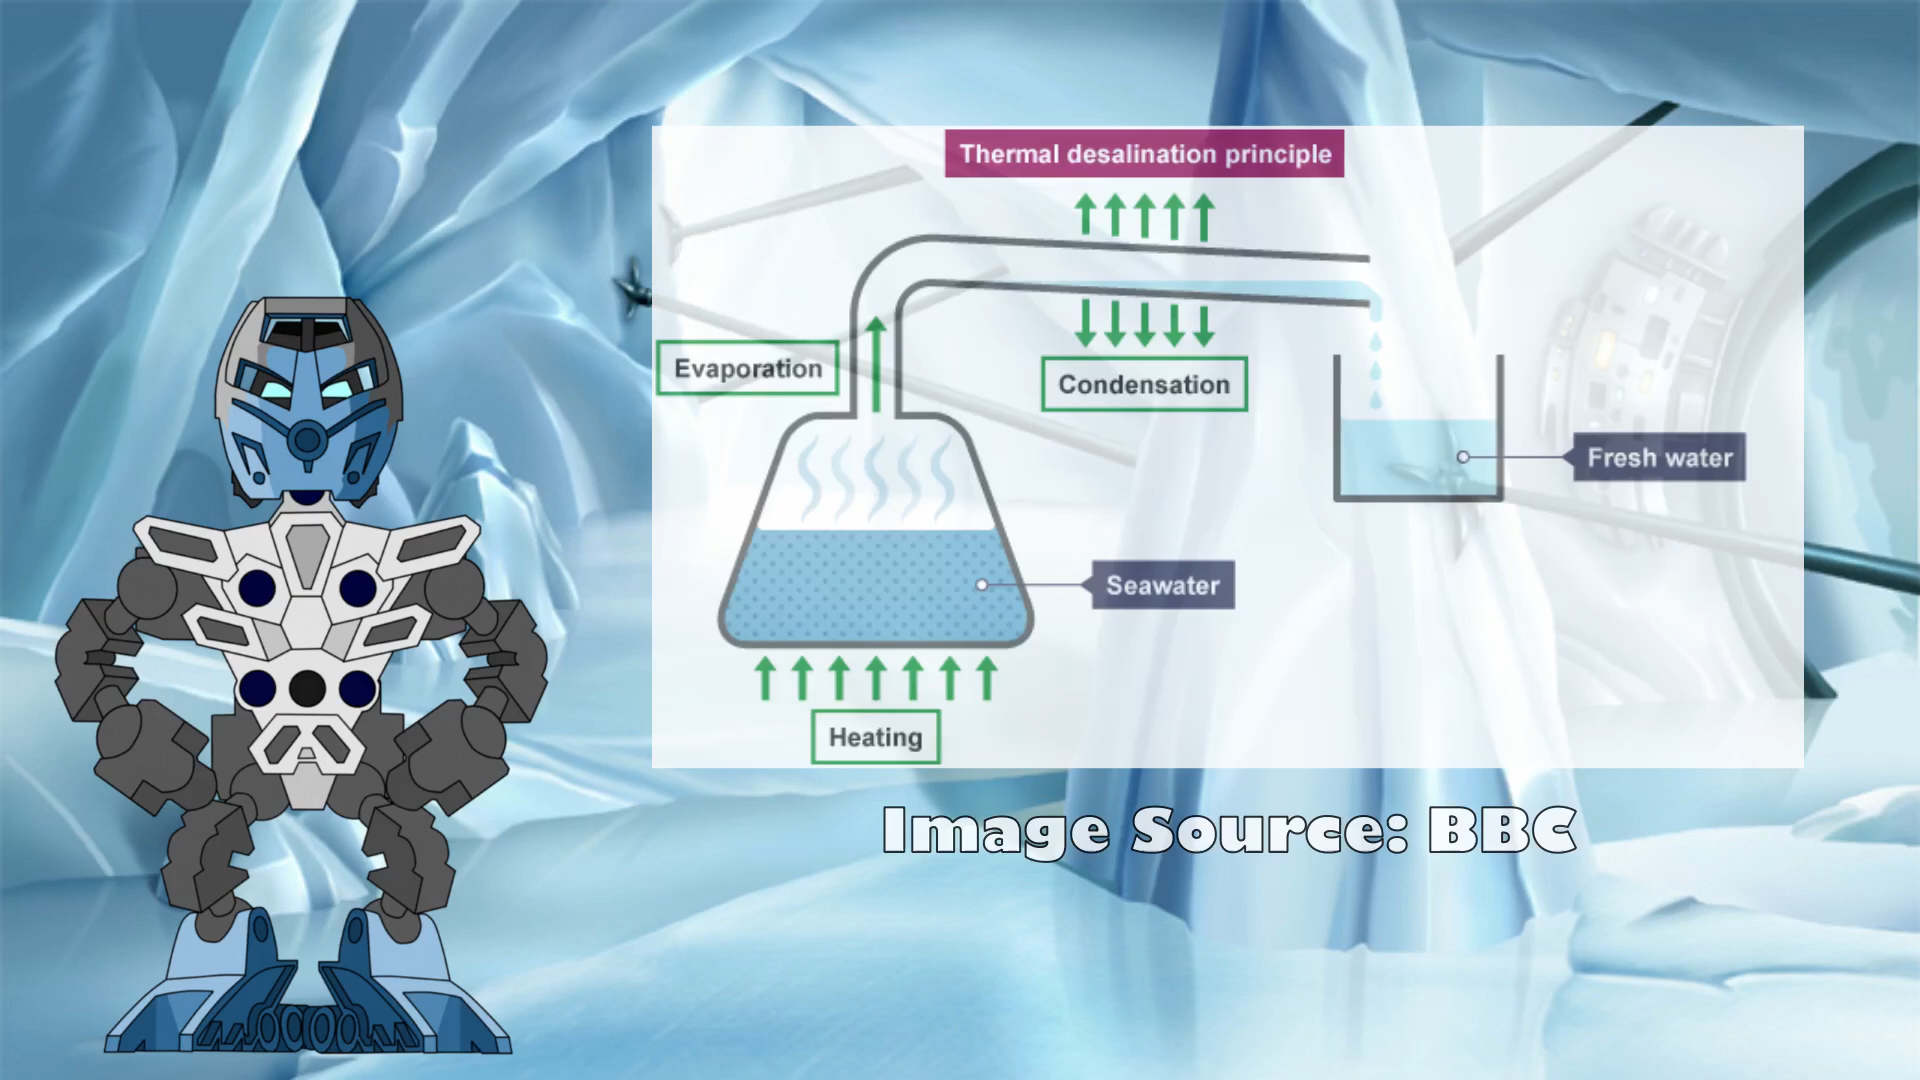 Thermal desalination principle
Evaporation
Condensation
Fresh water
Seawater
Heating
Image Source: BBC